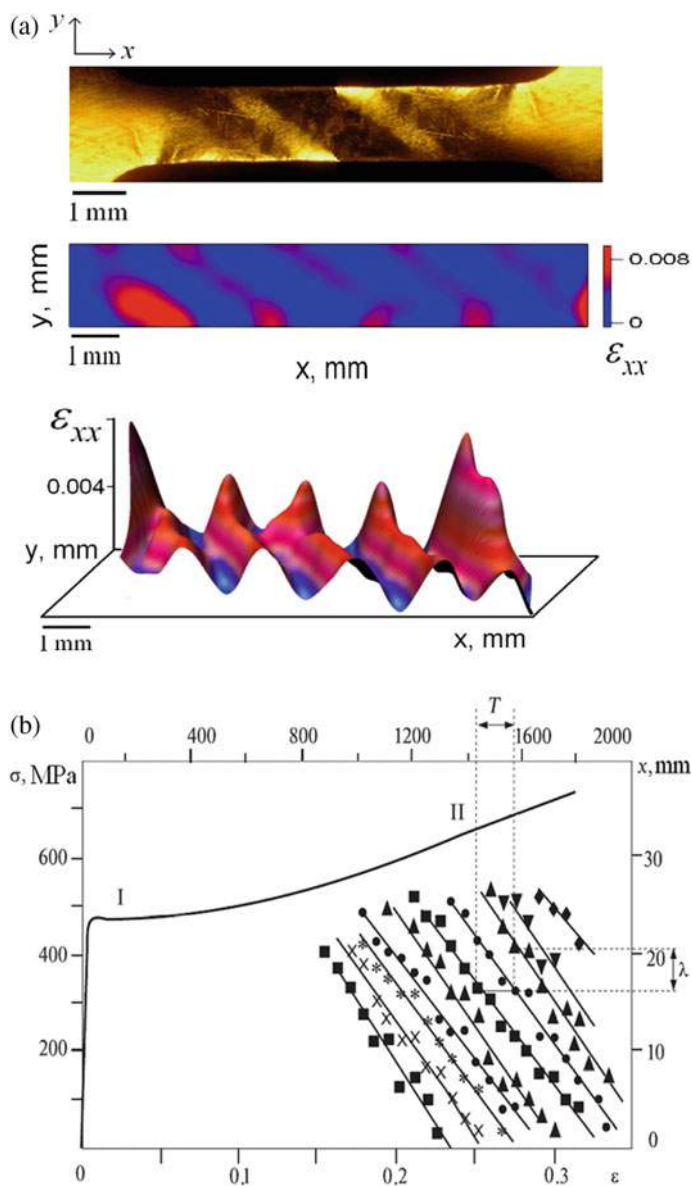 (a)
y
x
1 mm
y, mm
0.008
0
1 mm
x, mm
εxx
εxx
0.004
y, mm
1 mm
x, mm
(b)
T
0 400 800 1200 1600 2000
σ, MPa
x, mm
II
600
30
I
400
20
λ
200
10
0
0 0.1 0.2 0.3 ε